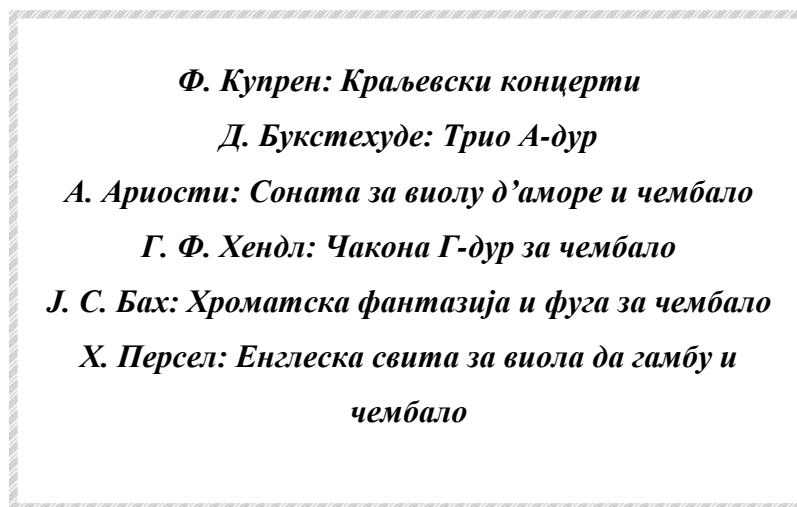 Ф. Купрен: Краљевски концерти
Д. Букстехуде: Трио А-дур
А. Ариости: Соната за виолу д’аморе и чембало
Г. Ф. Хендл: Чакона Г-дур за чембало
Ј. С. Бах: Хроматска фантазија и фуга за чембало
Х. Персел: Енглеска свита за виола да гамбу и
чембало